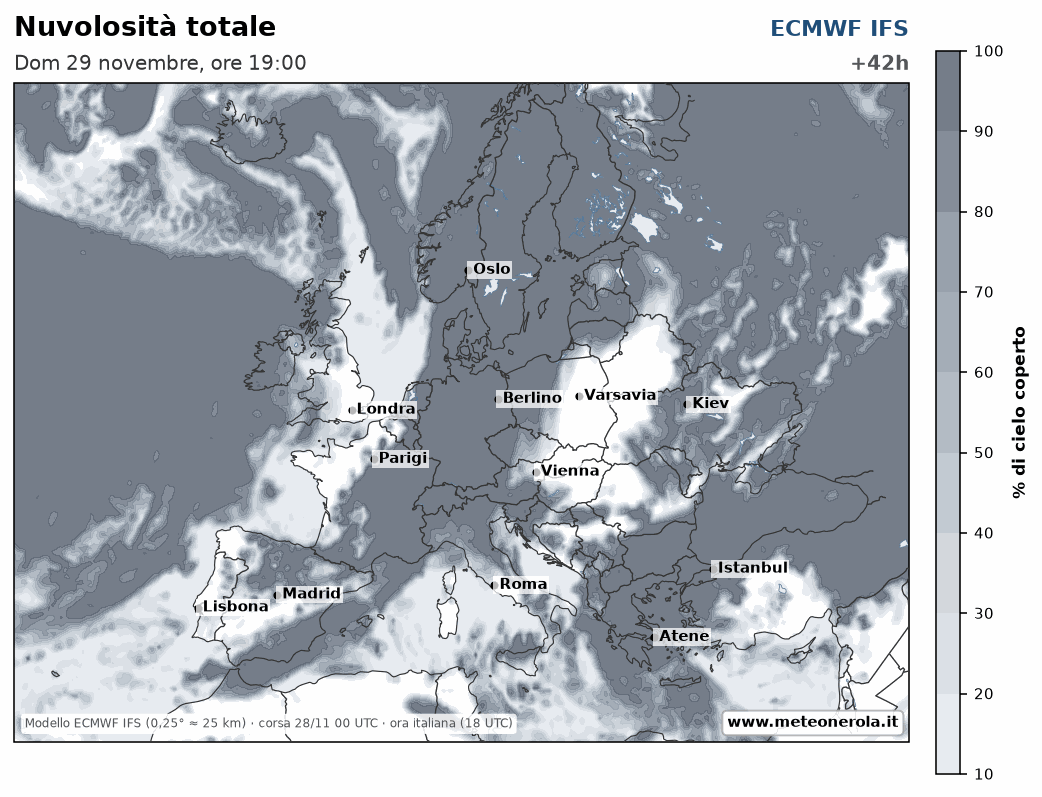 Nuvolosità totale
ECMWF IFS
Dom 29 novembre, ore 19:00
+42h
100
90
80
70
60
50
40
30
20
10
% di cielo coperto
Oslo
Londra
Berlino
Varsavia
Kiev
Parigi
Vienna
Istanbul
Roma
Madrid
Lisbona
Atene
Modello ECMWF IFS (0,25° ≈ 25 km) · corsa 28/11 00 UTC · ora italiana (18 UTC)
www.meteonerola.it